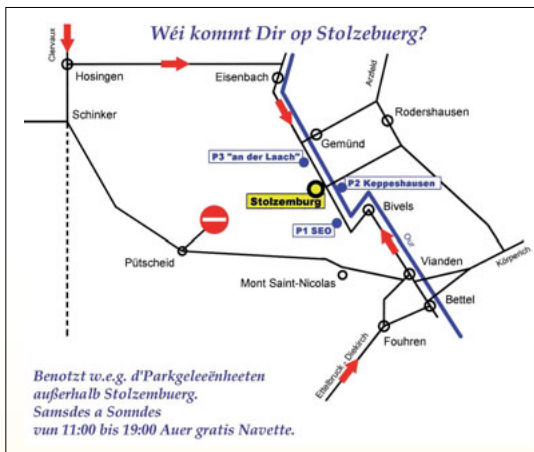 Wéi kommt Dir op Stolzebuerg?
Clervaux
Hosingen
Eisenbach
Arzfeld
Schinker
Rodershausen
Gemünd
P3 "an der Laach"
P2 Keppeshausen
Stolzemburg
Bivels
P1 SEO
Our
Pütscheid
Vianden
Körperich
Mont Saint-Nicolas
Bettel
Fouhren
Ettelbruck - Diekirch
Benotzt w.e.g. d'Parkgeleeënheeten
außerhalb Stolzembuerg.
Samsdes a Sonndes
vun 11:00 bis 19:00 Auer gratis Navette.